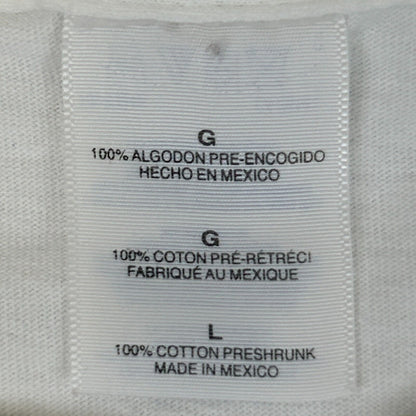 G
100% ALGODON PRE-ENCOGIDO
HECHO EN MEXICO
G
100% COTON PRÉ-RÉTRÉCI
FABRIQUÉ AU MEXIQUE
L
100% COTTON PRESHRUNK
MADE IN MEXICO